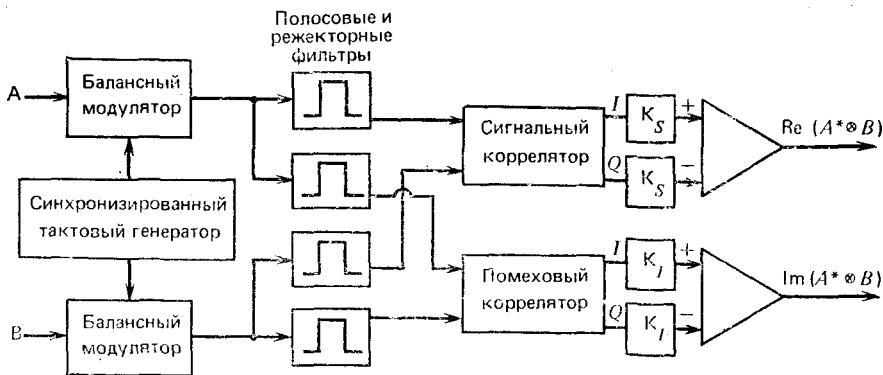 Полосовые и
режекторные
фильтры
A
Балансный
модулятор
Синхронизированный
тактовый генератор
B
Балансный
модулятор
Сигнальный
коррелятор
I
K_S
+
Q
K_S
−
Re (A* ⊗ B)
Помеховый
коррелятор
I
K_I
+
Q
K_I
−
Im (A* ⊗ B)